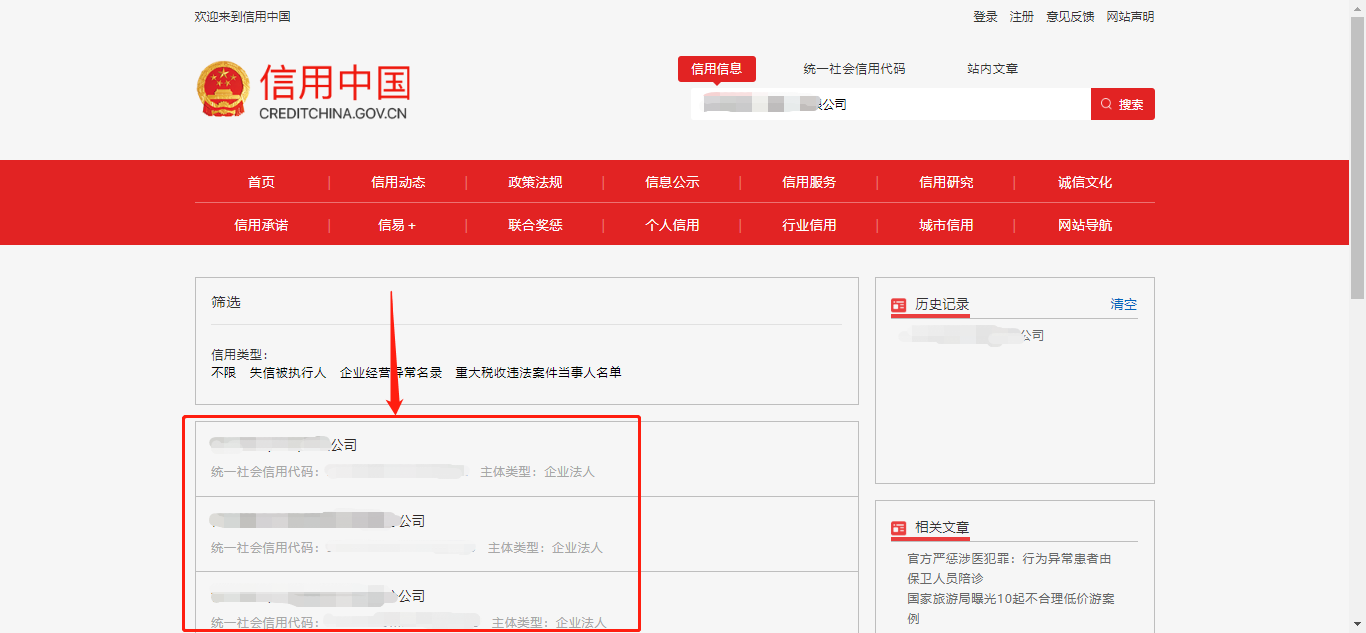 欢迎来到信用中国
登录 注册 意见反馈 网站声明
信用中国
CREDITCHINA.GOV.CN
信用信息 统一社会信用代码 站内文章
公司 搜索
首页 信用动态 政策法规 信息公示 信用服务 信用研究 诚信文化
信用承诺 信易+ 联合奖惩 个人信用 行业信用 城市信用 网站导航
筛选
信用类型：
不限 失信被执行人 企业经营异常名录 重大税收违法案件当事人名单
公司
统一社会信用代码： 主体类型：企业法人
公司
统一社会信用代码： 主体类型：企业法人
公司
统一社会信用代码： 主体类型：企业法人
历史记录 清空
公司
相关文章
官方严惩涉医犯罪：行为异常患者由
保卫人员陪诊
国家旅游局曝光10起不合理低价游案
例